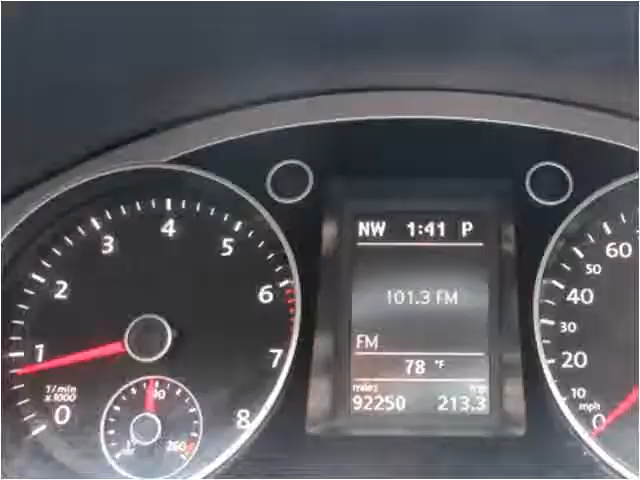 NW 1:41 P
101.3 FM
FM
78 °F
miles trip
92250 213.3
0 1 2 3 4 5 6 7 8
1/min
x1000
260
0 10 20 30 40 50 60
mph